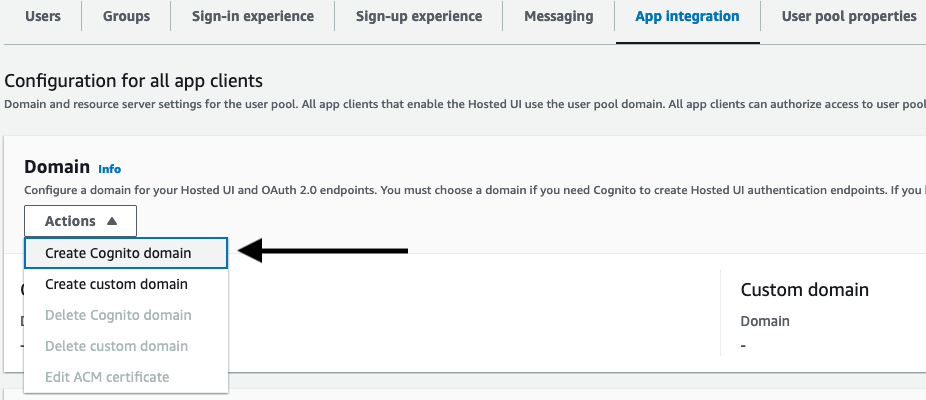 Users Groups Sign-in experience Sign-up experience Messaging App integration User pool properties
Configuration for all app clients
Domain and resource server settings for the user pool. All app clients that enable the Hosted UI use the user pool domain. All app clients can authorize access to user pool
Domain Info
Configure a domain for your Hosted UI and OAuth 2.0 endpoints. You must choose a domain if you need Cognito to create Hosted UI authentication endpoints. If you
Actions
Create Cognito domain
Create custom domain
Delete Cognito domain
Delete custom domain
Edit ACM certificate
Custom domain
Domain
-